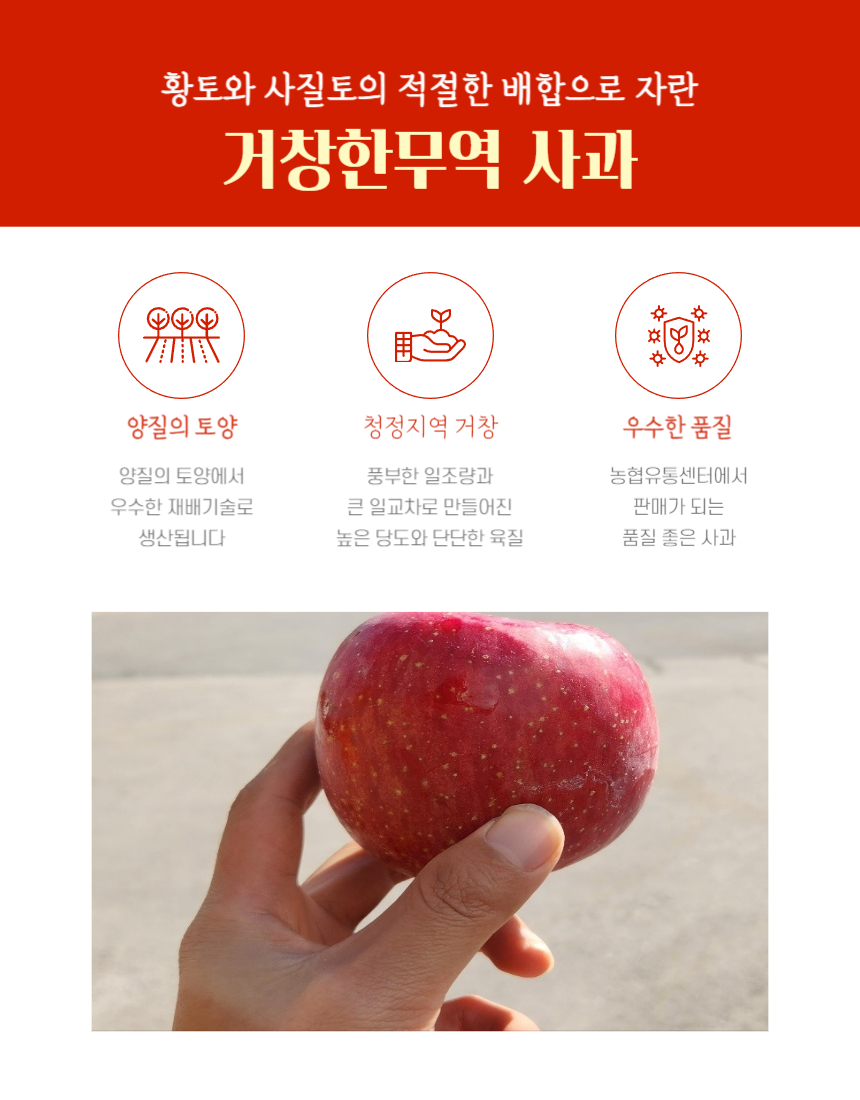 황토와 사질토의 적절한 배합으로 자란
거창한무역 사과
양질의 토양
양질의 토양에서
우수한 재배기술로
생산됩니다
청정지역 거창
풍부한 일조량과
큰 일교차로 만들어진
높은 당도와 단단한 육질
우수한 품질
농협유통센터에서
판매가 되는
품질 좋은 사과